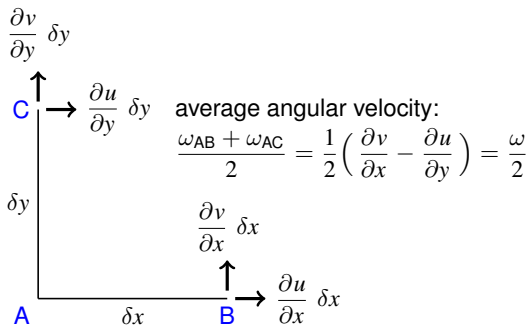 ∂v/∂y δy
C ∂u/∂y δy
average angular velocity:
(ω_AB + ω_AC)/2 = 1/2 ( ∂v/∂x − ∂u/∂y ) = ω/2
δy
∂v/∂x δx
A δx B ∂u/∂x δx